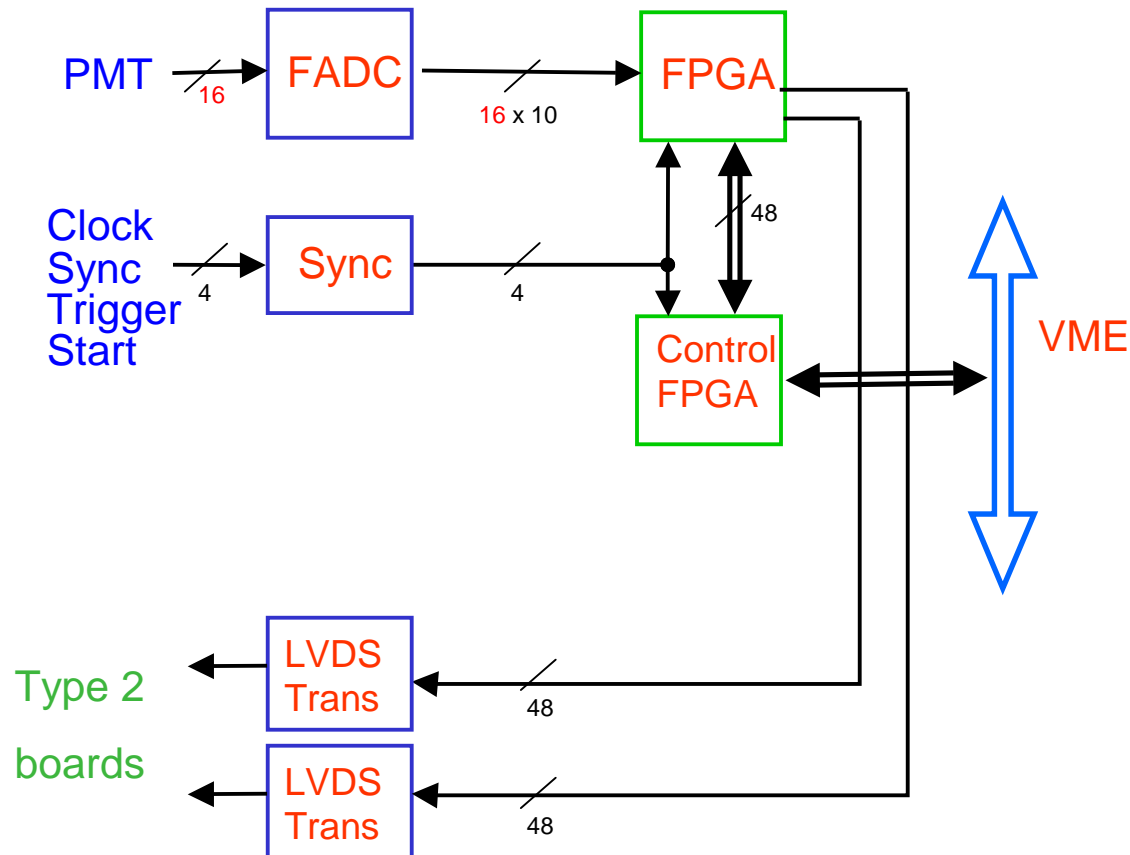 PMT
16
FADC
16 x 10
FPGA
Clock
Sync
Trigger
Start
4
Sync
4
48
Control
FPGA
VME
Type 2
boards
LVDS
Trans
48
LVDS
Trans
48